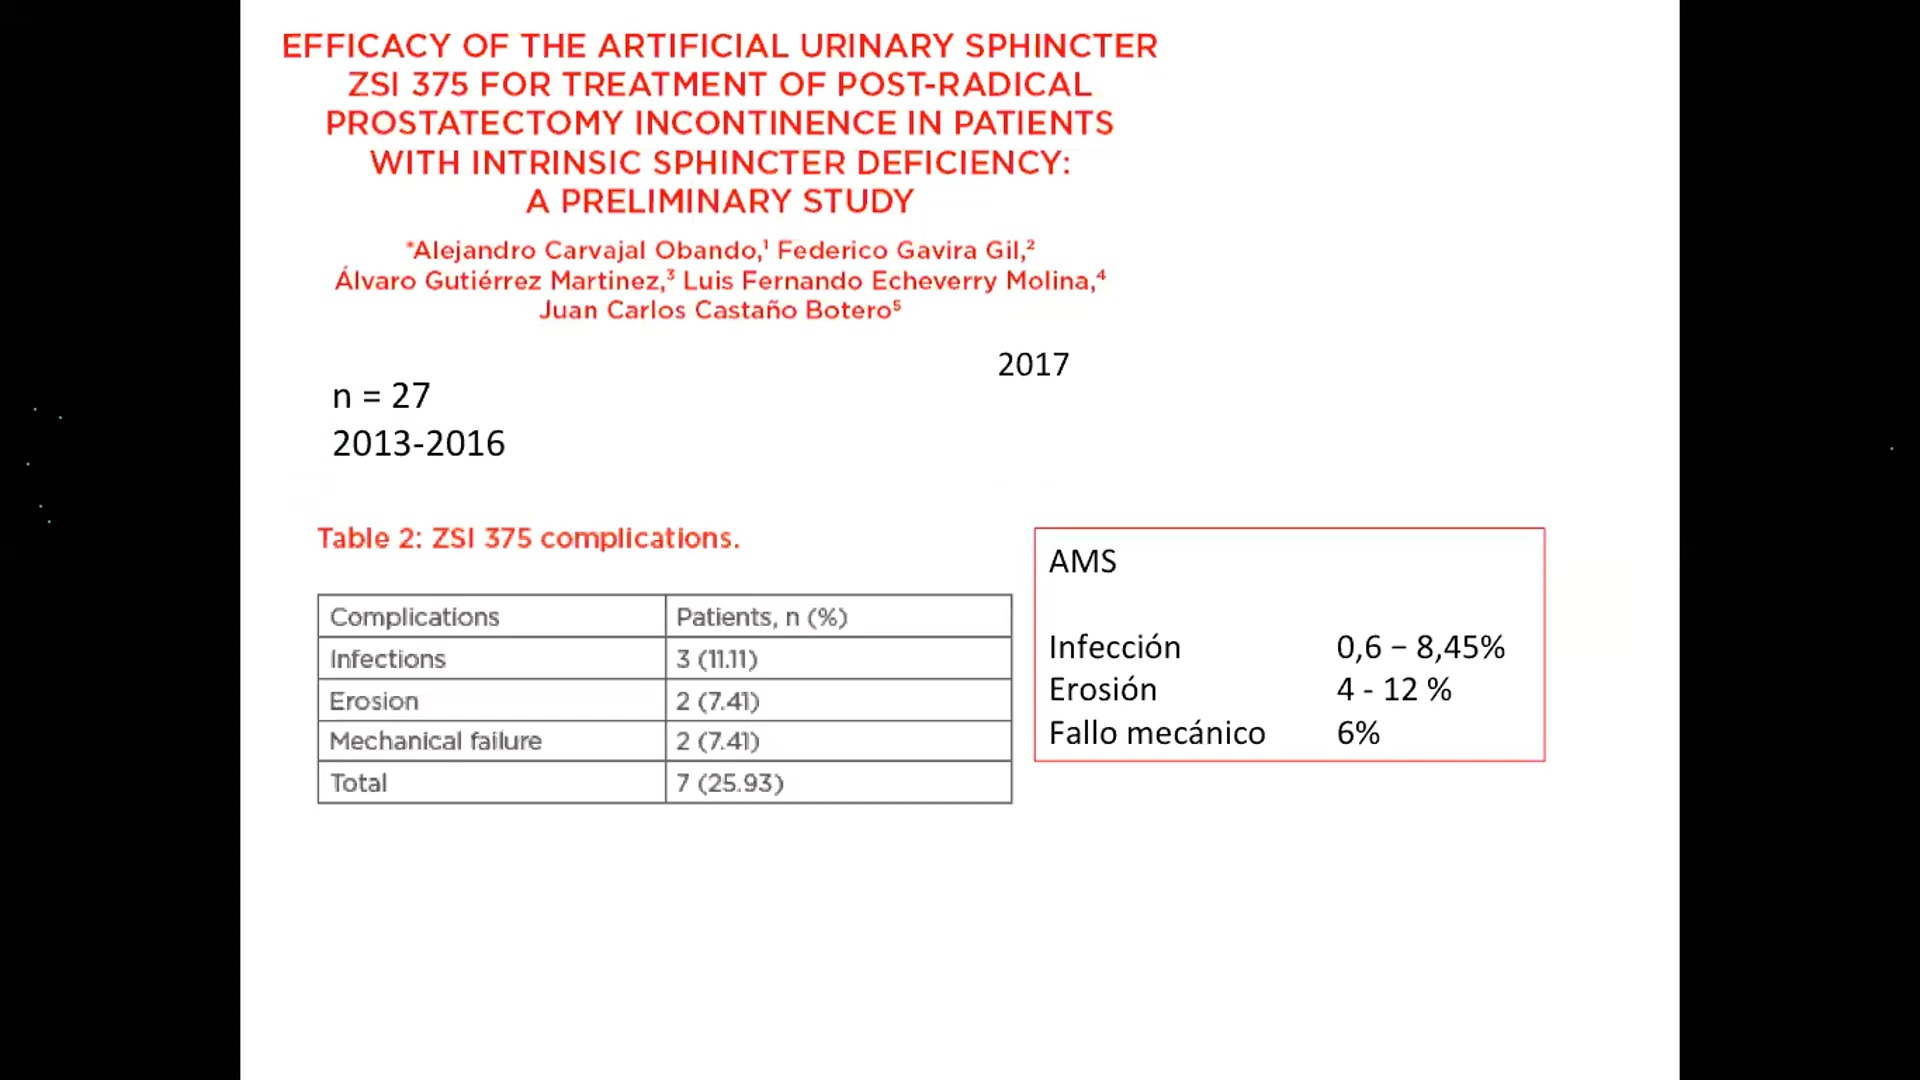 EFFICACY OF THE ARTIFICIAL URINARY SPHINCTER
ZSI 375 FOR TREATMENT OF POST-RADICAL
PROSTATECTOMY INCONTINENCE IN PATIENTS
WITH INTRINSIC SPHINCTER DEFICIENCY:
A PRELIMINARY STUDY
*Alejandro Carvajal Obando,¹ Federico Gavira Gil,²
Álvaro Gutiérrez Martinez,³ Luis Fernando Echeverry Molina,⁴
Juan Carlos Castaño Botero⁵
2017
n = 27
2013-2016
Table 2: ZSI 375 complications.
Complications Patients, n (%)
Infections 3 (11.11)
Erosion 2 (7.41)
Mechanical failure 2 (7.41)
Total 7 (25.93)
AMS
Infección 0,6 – 8,45%
Erosión 4 - 12 %
Fallo mecánico 6%